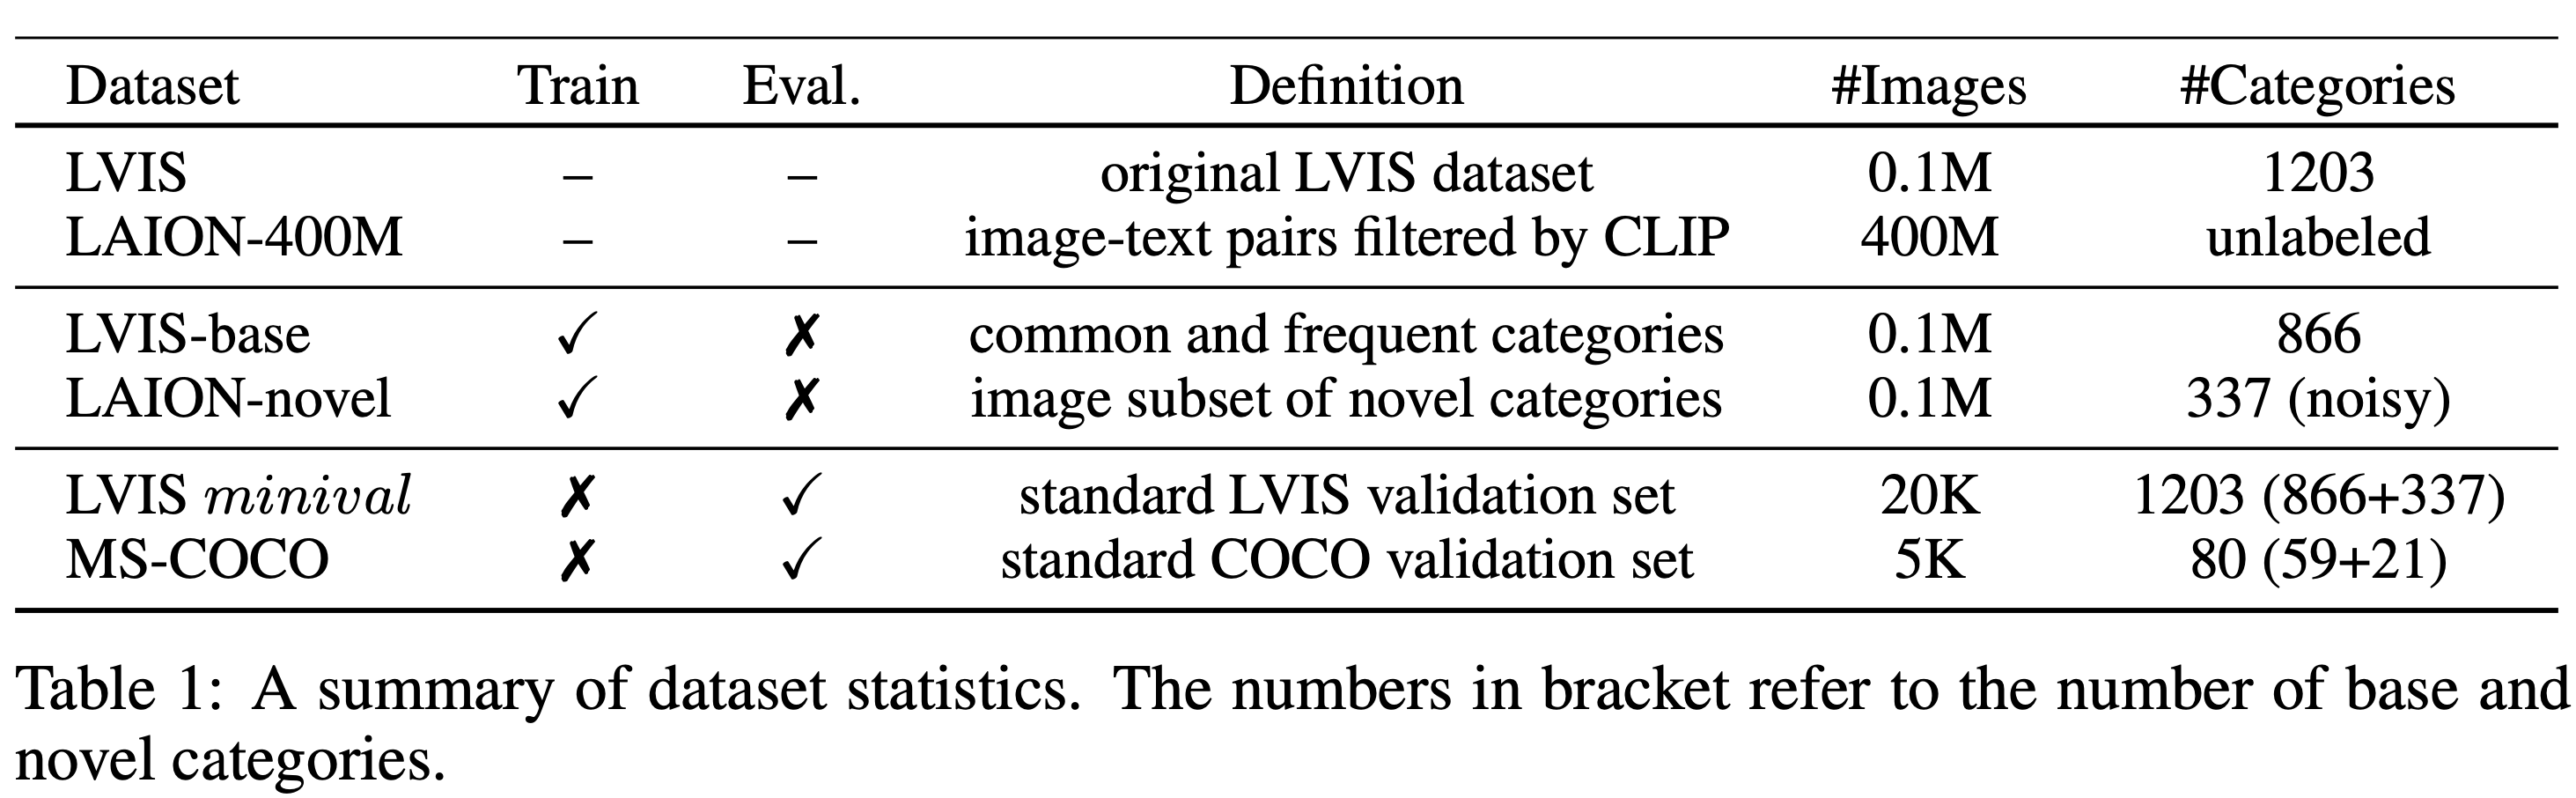 Dataset Train Eval. Definition #Images #Categories
LVIS – – original LVIS dataset 0.1M 1203
LAION-400M – – image-text pairs filtered by CLIP 400M unlabeled
LVIS-base ✓ ✗ common and frequent categories 0.1M 866
LAION-novel ✓ ✗ image subset of novel categories 0.1M 337 (noisy)
LVIS minival ✗ ✓ standard LVIS validation set 20K 1203 (866+337)
MS-COCO ✗ ✓ standard COCO validation set 5K 80 (59+21)
Table 1: A summary of dataset statistics. The numbers in bracket refer to the number of base and
novel categories.